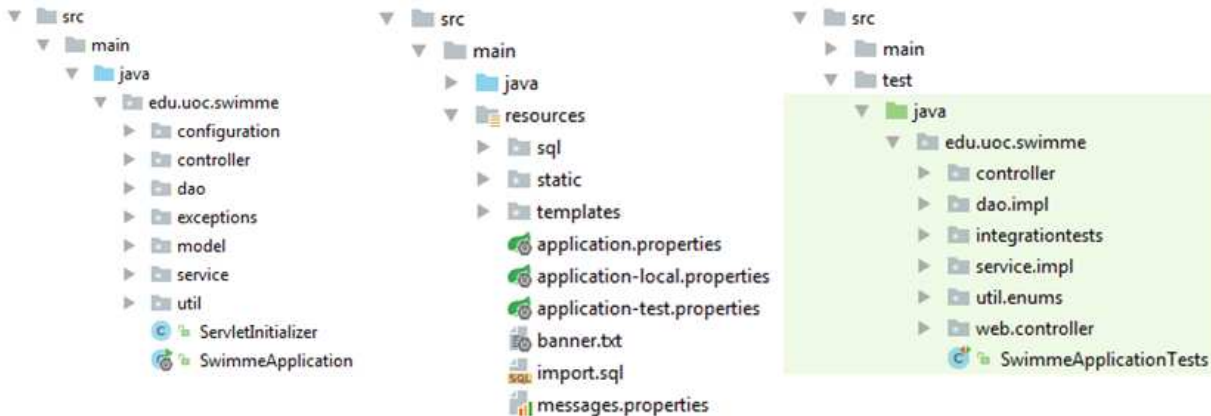 src
main
java
edu.uoc.swimme
configuration
controller
dao
exceptions
model
service
util
ServletInitializer
SwimmeApplication
src
main
java
resources
sql
static
templates
application.properties
application-local.properties
application-test.properties
banner.txt
import.sql
messages.properties
src
main
test
java
edu.uoc.swimme
controller
dao.impl
integrationtests
service.impl
util.enums
web.controller
SwimmeApplicationTests